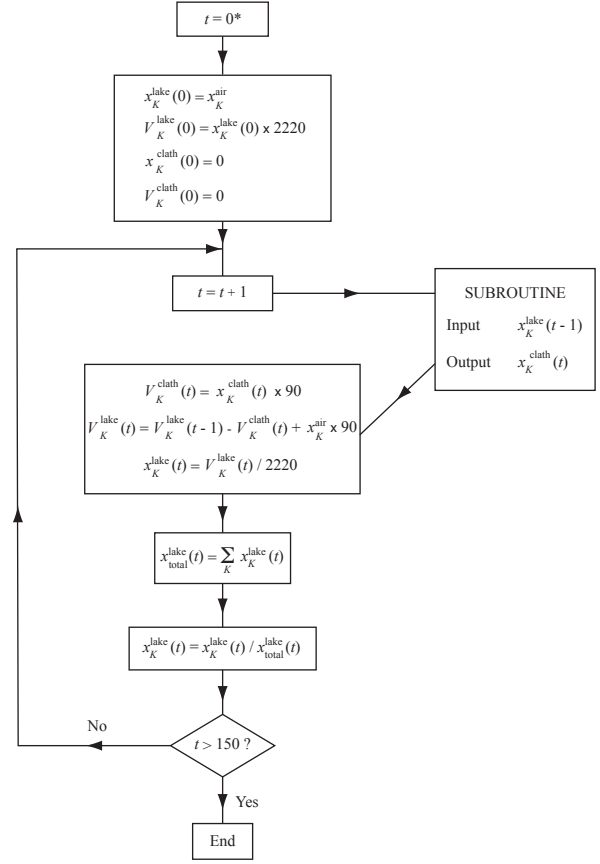 t = 0*
x_K^lake(0) = x_K^air
V_K^lake(0) = x_K^lake(0) x 2220
x_K^clath(0) = 0
V_K^clath(0) = 0
t = t + 1
SUBROUTINE
Input x_K^lake(t - 1)
Output x_K^clath(t)
V_K^clath(t) = x_K^clath(t) x 90
V_K^lake(t) = V_K^lake(t - 1) - V_K^clath(t) + x_K^air x 90
x_K^lake(t) = V_K^lake(t) / 2220
x_total^lake(t) = ∑_K x_K^lake(t)
x_K^lake(t) = x_K^lake(t) / x_total^lake(t)
No
t > 150 ?
Yes
End